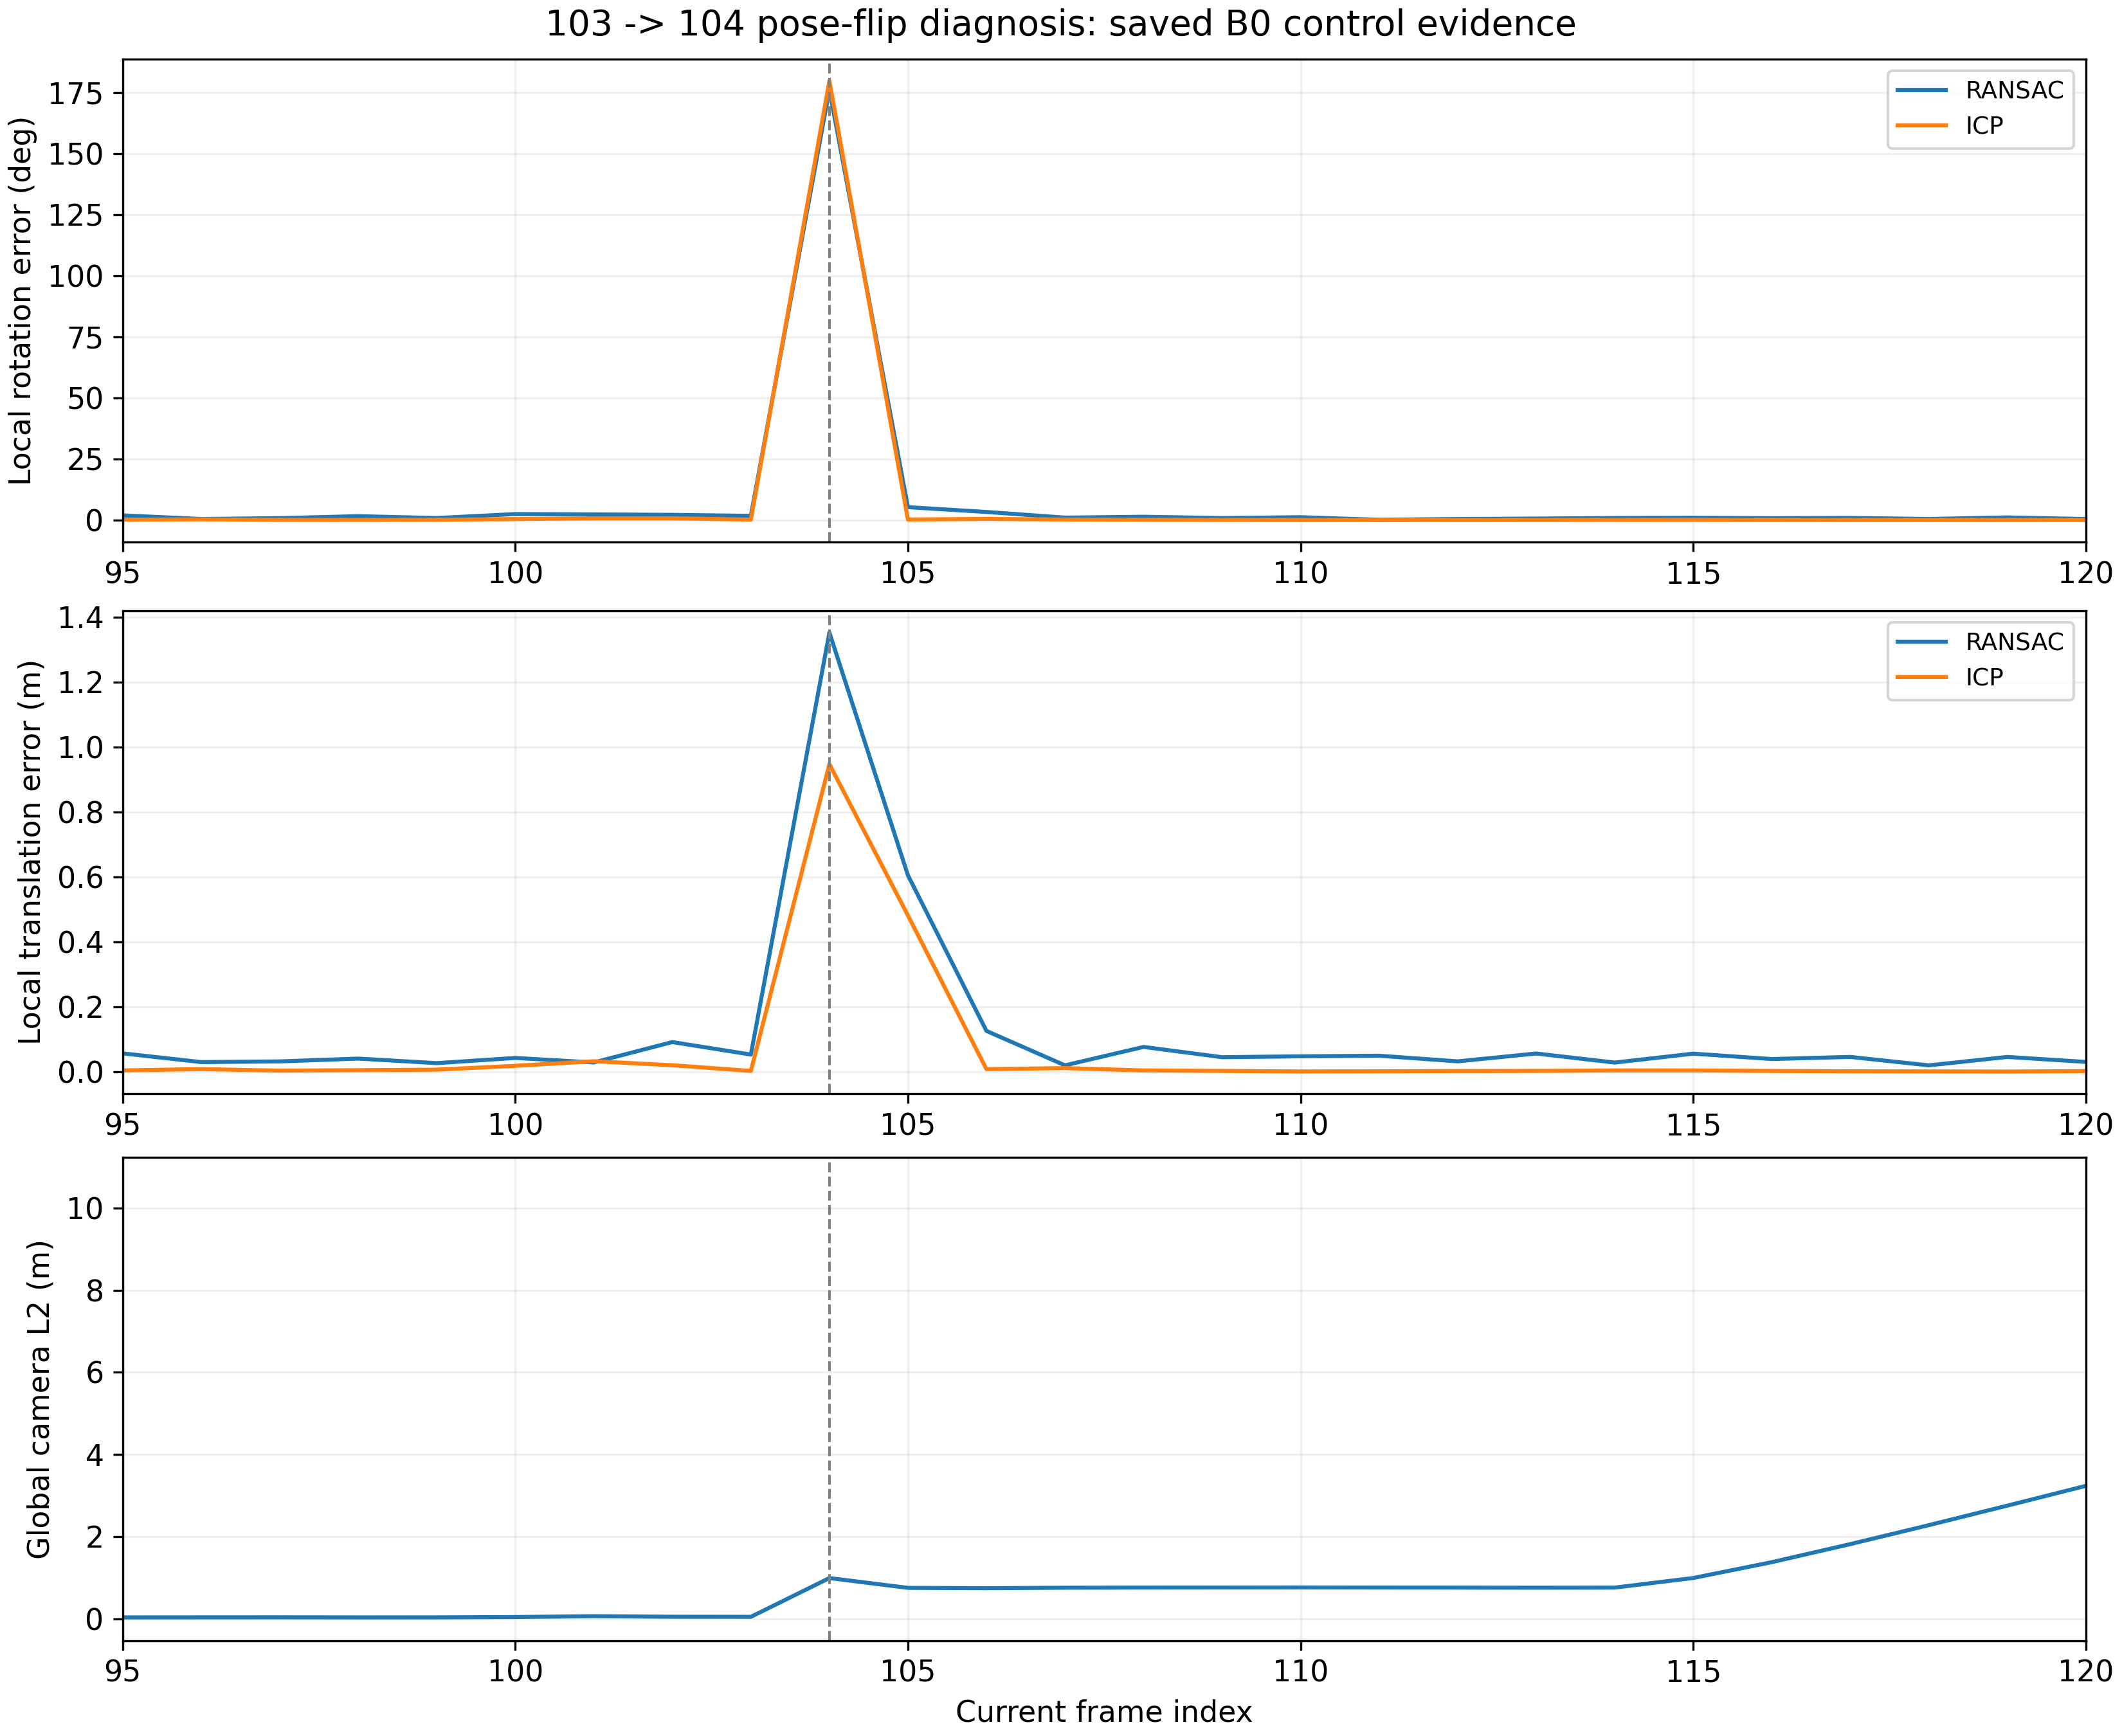 103 -> 104 pose-flip diagnosis: saved B0 control evidence
Local rotation error (deg)
175
150
125
100
75
50
25
0
RANSAC
ICP
95 100 105 110 115 120
Local translation error (m)
1.4
1.2
1.0
0.8
0.6
0.4
0.2
0.0
RANSAC
ICP
95 100 105 110 115 120
Global camera L2 (m)
10
8
6
4
2
0
95 100 105 110 115 120
Current frame index